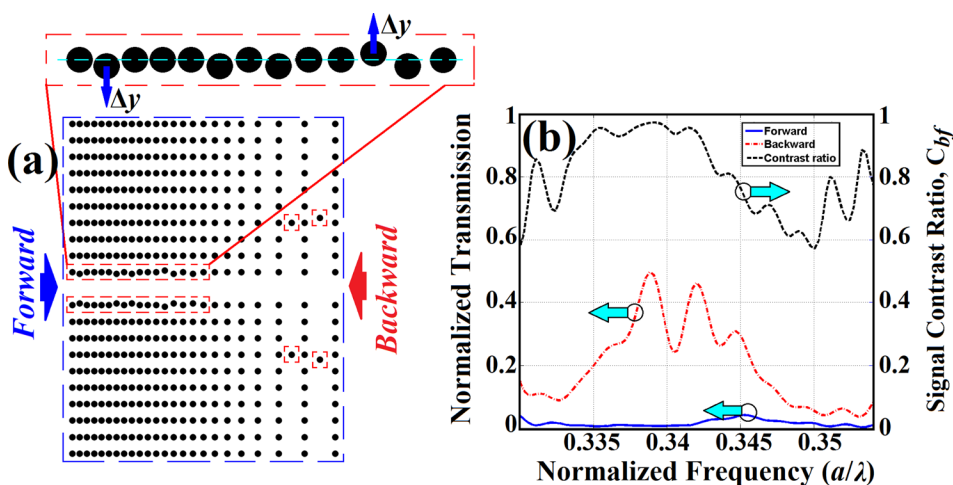 Δy
Δy
(a)
Forward
Backward
(b)
Forward
Backward
Contrast ratio
Normalized Transmission
1
0.8
0.6
0.4
0.2
0
1
0.8
0.6
0.4
0.2
0
Signal Contrast Ratio, C_bf
0.335
0.34
0.345
0.35
Normalized Frequency (a/λ)